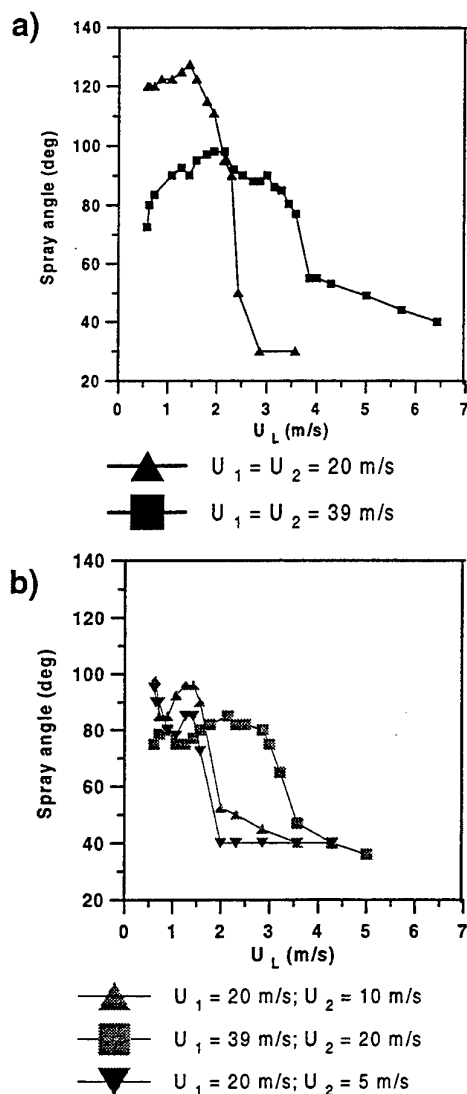 a)
140
120
100
80
60
40
20
Spray angle (deg)
0 1 2 3 4 5 6 7
U L (m/s)
U 1 = U 2 = 20 m/s
U 1 = U 2 = 39 m/s
b)
140
120
100
80
60
40
20
Spray angle (deg)
0 1 2 3 4 5 6 7
U L (m/s)
U 1 = 20 m/s; U 2 = 10 m/s
U 1 = 39 m/s; U 2 = 20 m/s
U 1 = 20 m/s; U 2 = 5 m/s